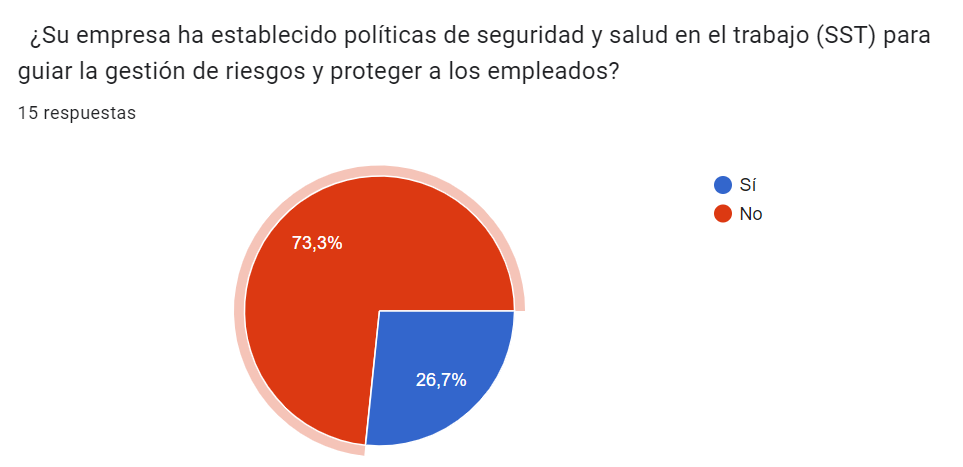 ¿Su empresa ha establecido políticas de seguridad y salud en el trabajo (SST) para
guiar la gestión de riesgos y proteger a los empleados?
15 respuestas
Sí
No
73,3%
26,7%